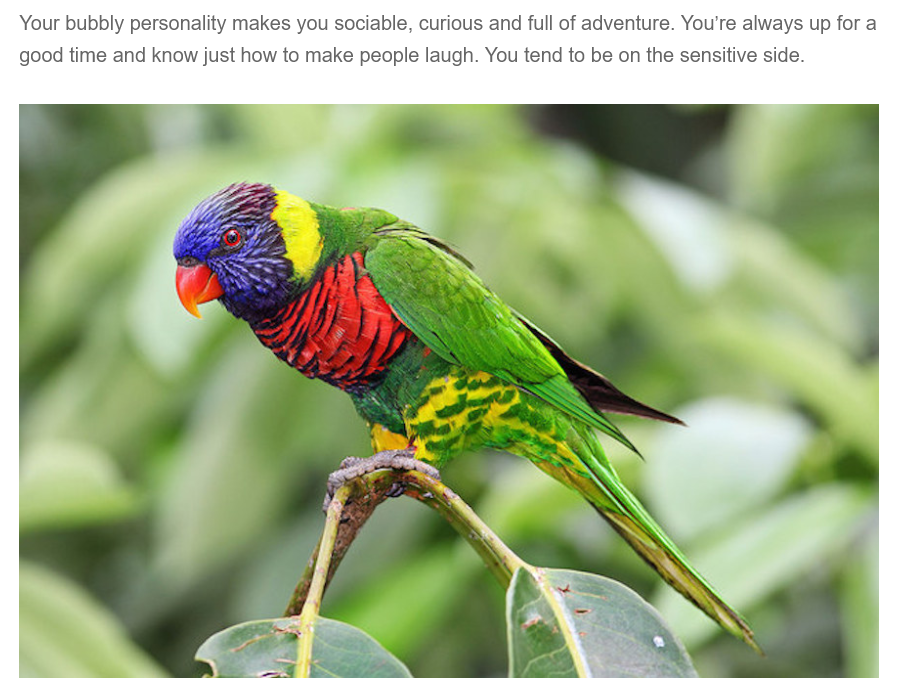 Your bubbly personality makes you sociable, curious and full of adventure. You’re always up for a
good time and know just how to make people laugh. You tend to be on the sensitive side.